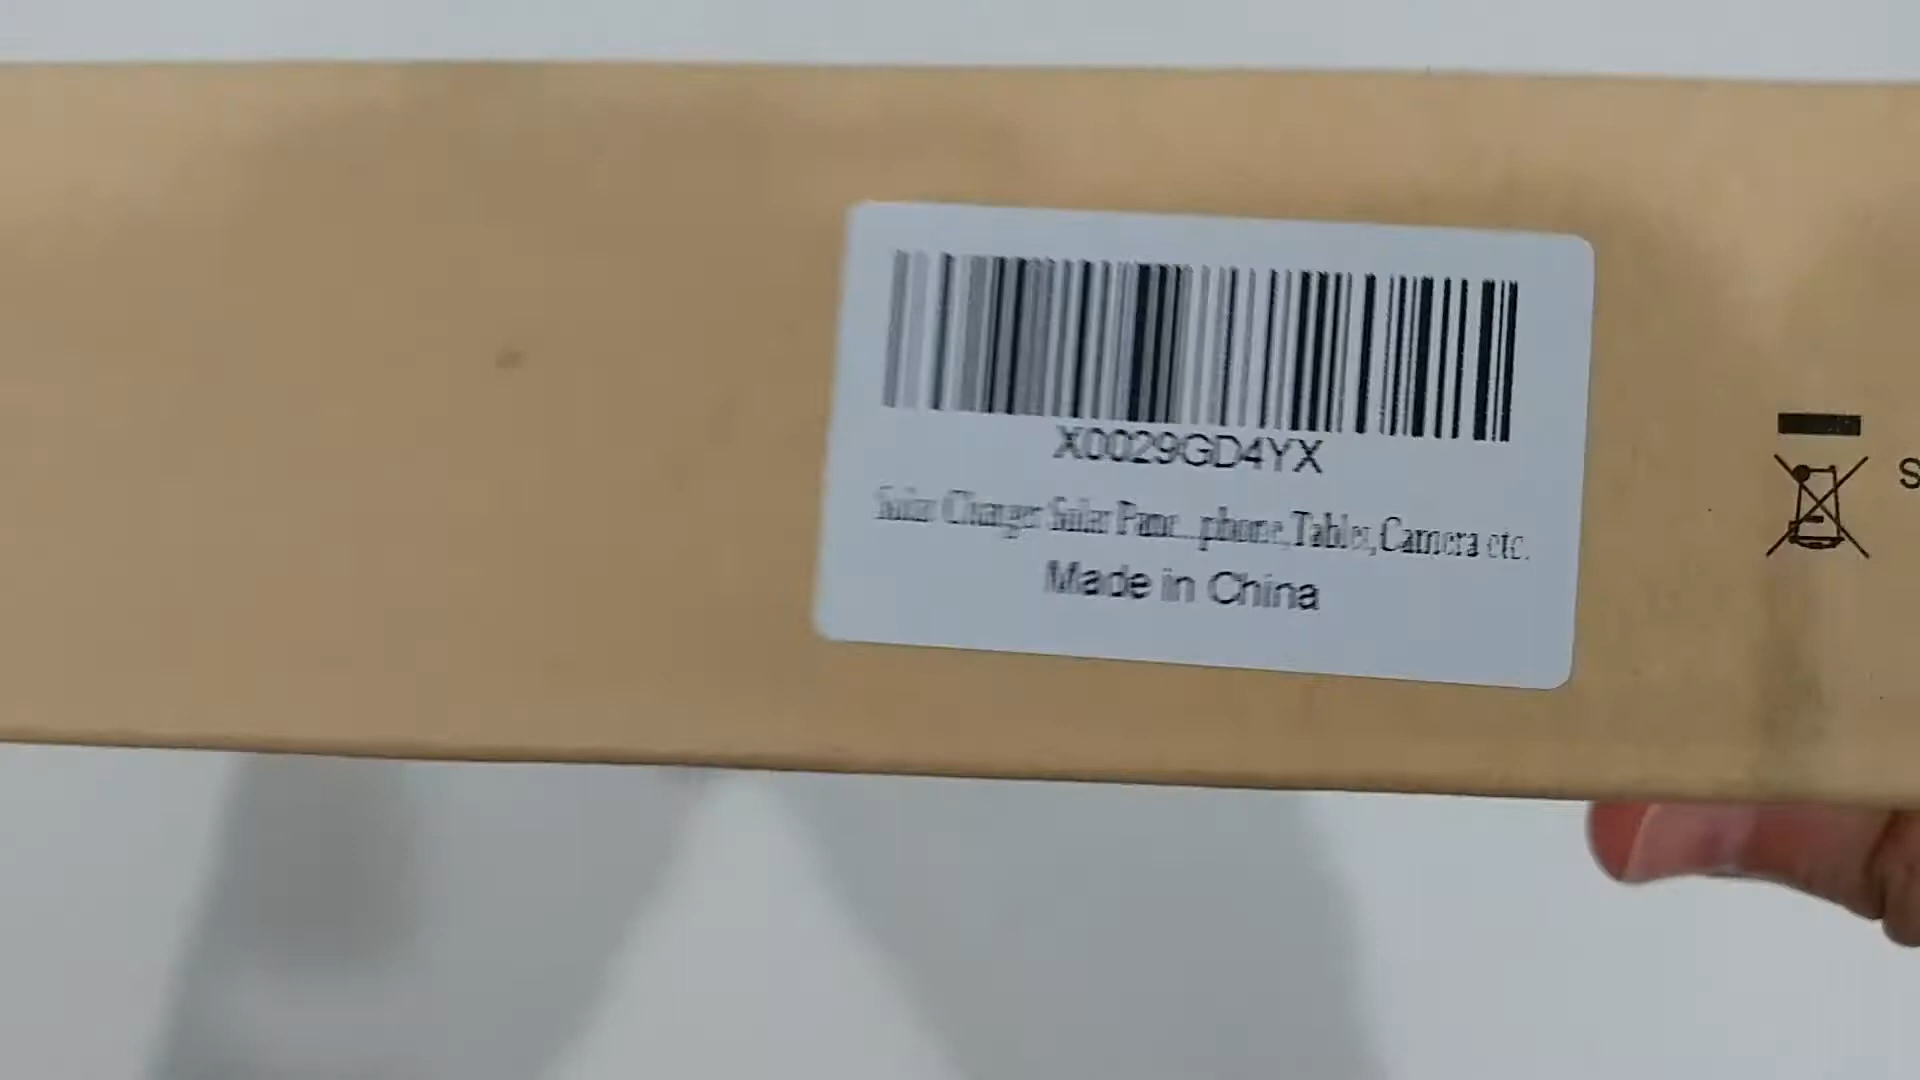 X0029GD4YX
Solar Charger Solar Pane...phone,Tablet,Camera etc.
Made in China
S